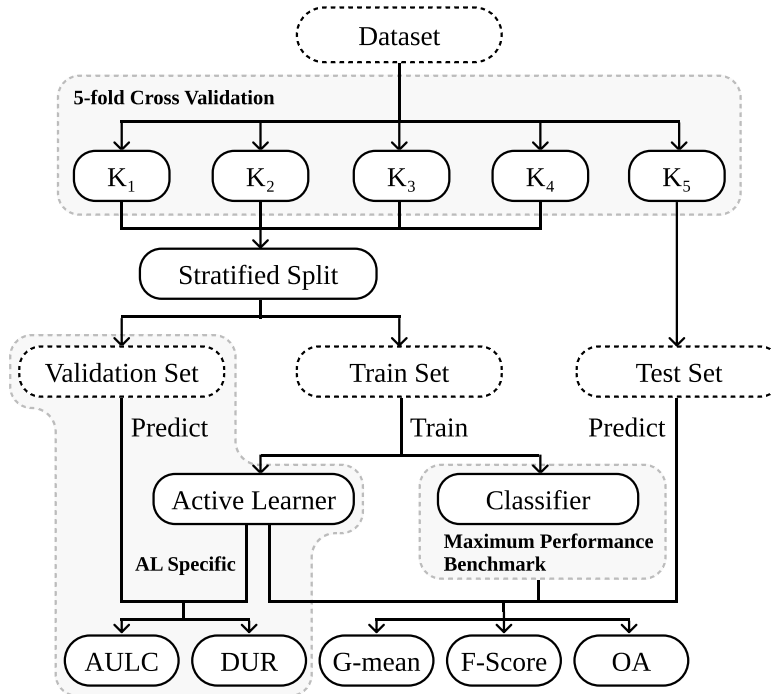 Dataset
5-fold Cross Validation
K₁ K₂ K₃ K₄ K₅
Stratified Split
Validation Set Train Set Test Set
Predict Train Predict
Active Learner Classifier
Maximum Performance
Benchmark
AL Specific
AULC DUR G-mean F-Score OA